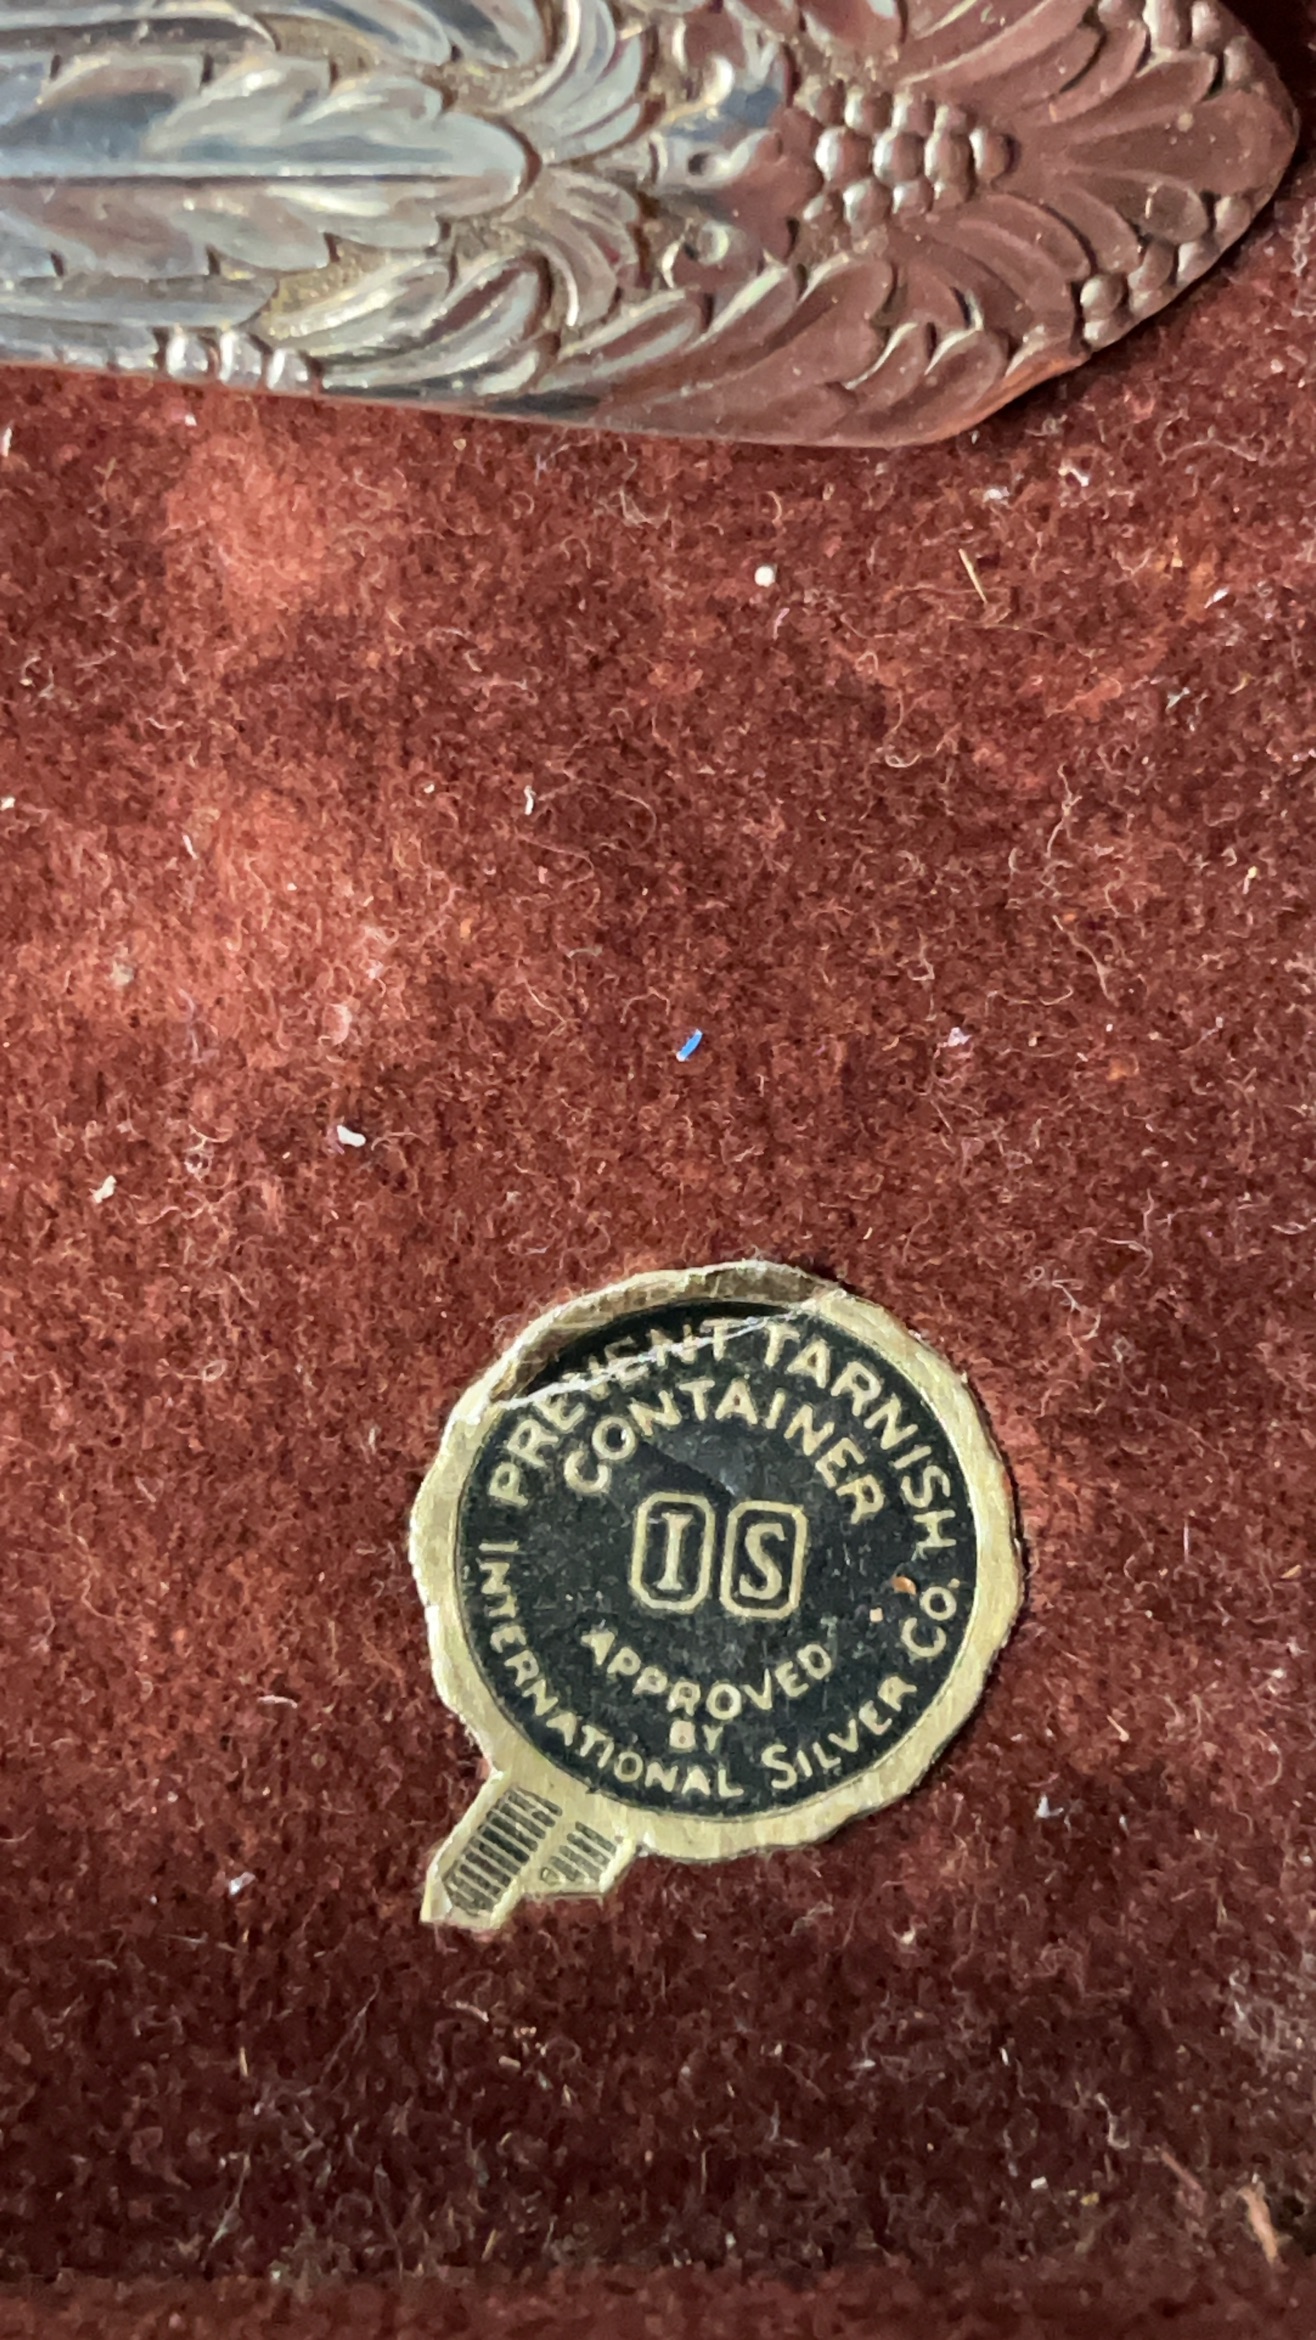 PREVENT TARNISH
CONTAINER
IS
APPROVED
BY
INTERNATIONAL SILVER CO.